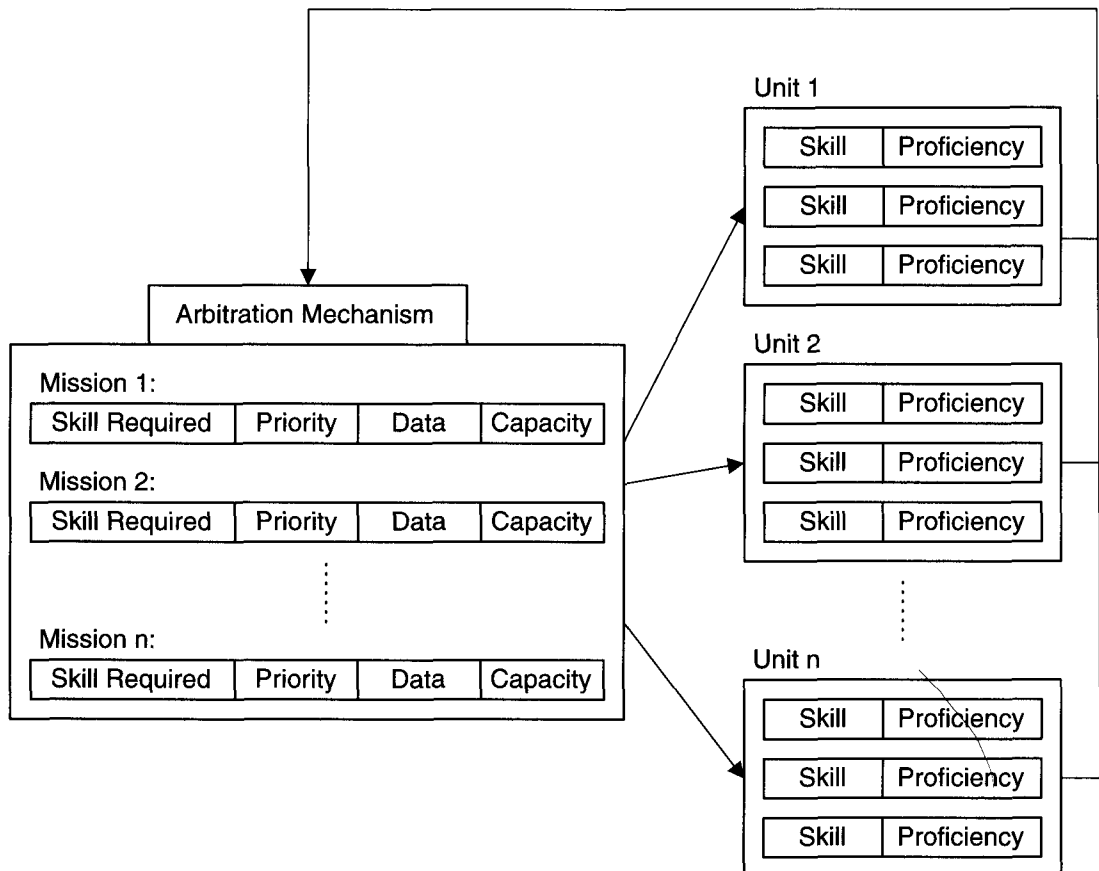 Unit 1
Skill Proficiency
Skill Proficiency
Skill Proficiency
Arbitration Mechanism
Mission 1:
Skill Required Priority Data Capacity
Mission 2:
Skill Required Priority Data Capacity
Mission n:
Skill Required Priority Data Capacity
Unit 2
Skill Proficiency
Skill Proficiency
Skill Proficiency
Unit n
Skill Proficiency
Skill Proficiency
Skill Proficiency